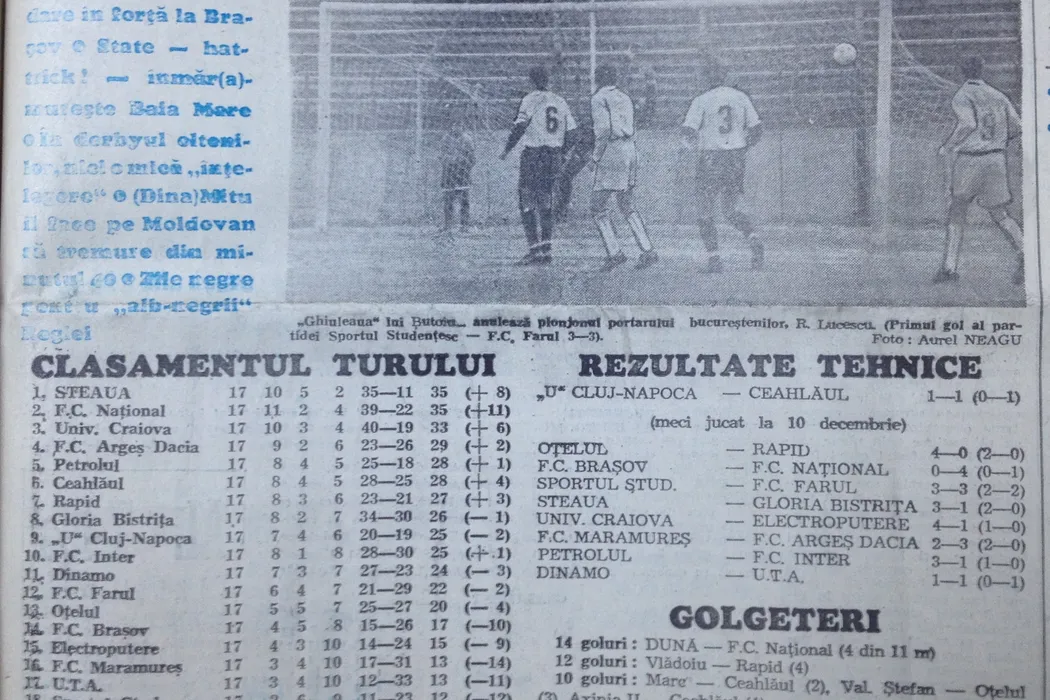 dare în forță la Bra-
șov ⊙ State — hat-
trick! — înmăr(a)-
murește Baia Mare
⊙ În derbyul olteni-
lor, nici o mică „înțe-
legere“ ⊙ (Dina)Mitu
îl face pe Moldovan
să tremure din mi-
nutul 60 ⊙ Zile negre
pentru „alb-negrii“
Regiei
6
3
9
„Ghiuleaua“ lui Butoiu... anulează plonjonul portarului bucureștenilor, R. Lucescu. (Primul gol al par-
tidei Sportul Studențesc — F.C. Farul 3—3).
Foto : Aurel NEAGU
CLASAMENTUL TURULUI
1. STEAUA 17 10 5 2 35—11 35 (+ 8)
2. F.C. Național 17 11 2 4 39—22 35 (+11)
3. Univ. Craiova 17 10 3 4 40—19 33 (+ 6)
4. F.C. Argeș Dacia 17 9 2 6 23—26 29 (+ 2)
5. Petrolul 17 8 4 5 25—18 28 (+ 1)
6. Ceahlăul 17 8 4 5 28—25 28 (+ 4)
7. Rapid 17 8 3 6 23—21 27 (+ 3)
8. Gloria Bistrița 17 8 2 7 34—30 26 (— 1)
9. „U“ Cluj-Napoca 17 7 4 6 20—19 25 (— 2)
10. F.C. Inter 17 8 1 8 28—30 25 (+ 1)
11. Dinamo 17 7 3 7 27—23 24 (— 3)
12. F.C. Farul 17 6 4 7 21—29 22 (— 2)
13. Oțelul 17 5 5 7 25—27 20 (— 4)
14. F.C. Brașov 17 4 5 8 15—26 17 (—10)
15. Electroputere 17 4 3 10 14—24 15 (— 9)
16. F.C. Maramureș 17 3 4 10 17—31 13 (—14)
17. U.T.A. 17 3 4 10 12—33 13 (—11)
REZULTATE TEHNICE
„U“ CLUJ-NAPOCA — CEAHLĂUL 1—1 (0—1)
(meci jucat la 10 decembrie)
OȚELUL — RAPID 4—0 (2—0)
F.C. BRAȘOV — F.C. NAȚIONAL 0—4 (0—1)
SPORTUL STUD. — F.C. FARUL 3—3 (2—2)
STEAUA — GLORIA BISTRIȚA 3—1 (2—0)
UNIV. CRAIOVA — ELECTROPUTERE 4—1 (1—0)
F.C. MARAMUREȘ — F.C. ARGEȘ DACIA 2—3 (2—0)
PETROLUL — F.C. INTER 3—1 (1—0)
DINAMO — U.T.A. 1—1 (0—1)
GOLGETERI
14 goluri : DUNĂ — F.C. Național (4 din 11 m)
12 goluri : Vlădoiu — Rapid (4)
10 goluri : Mare — Ceahlăul (2), Val. Ștefan — Oțelul